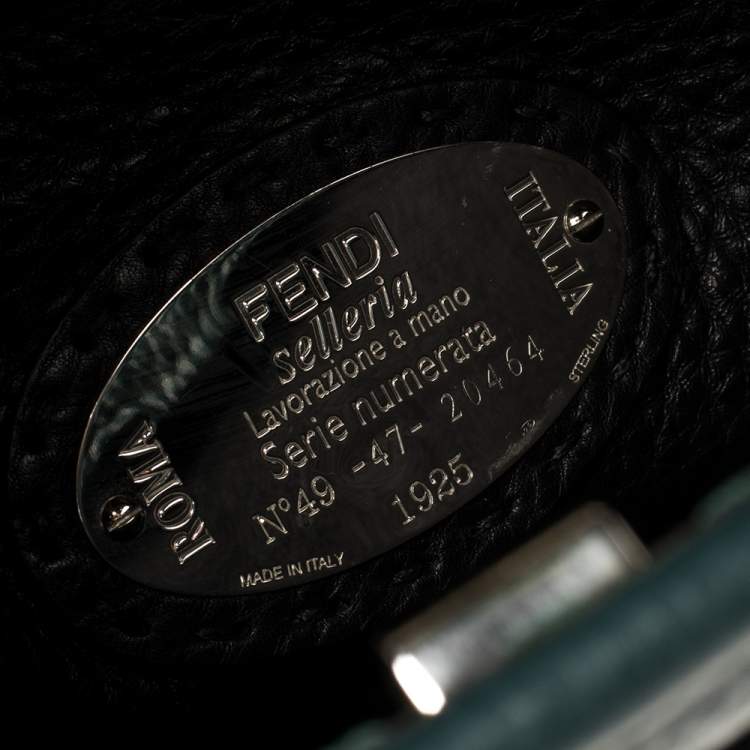 FENDI
selleria
Lavorazione a mano
Serie numerata
N°49 -47- 20464
1925
ROMA
ITALIA
MADE IN ITALY
STERLING